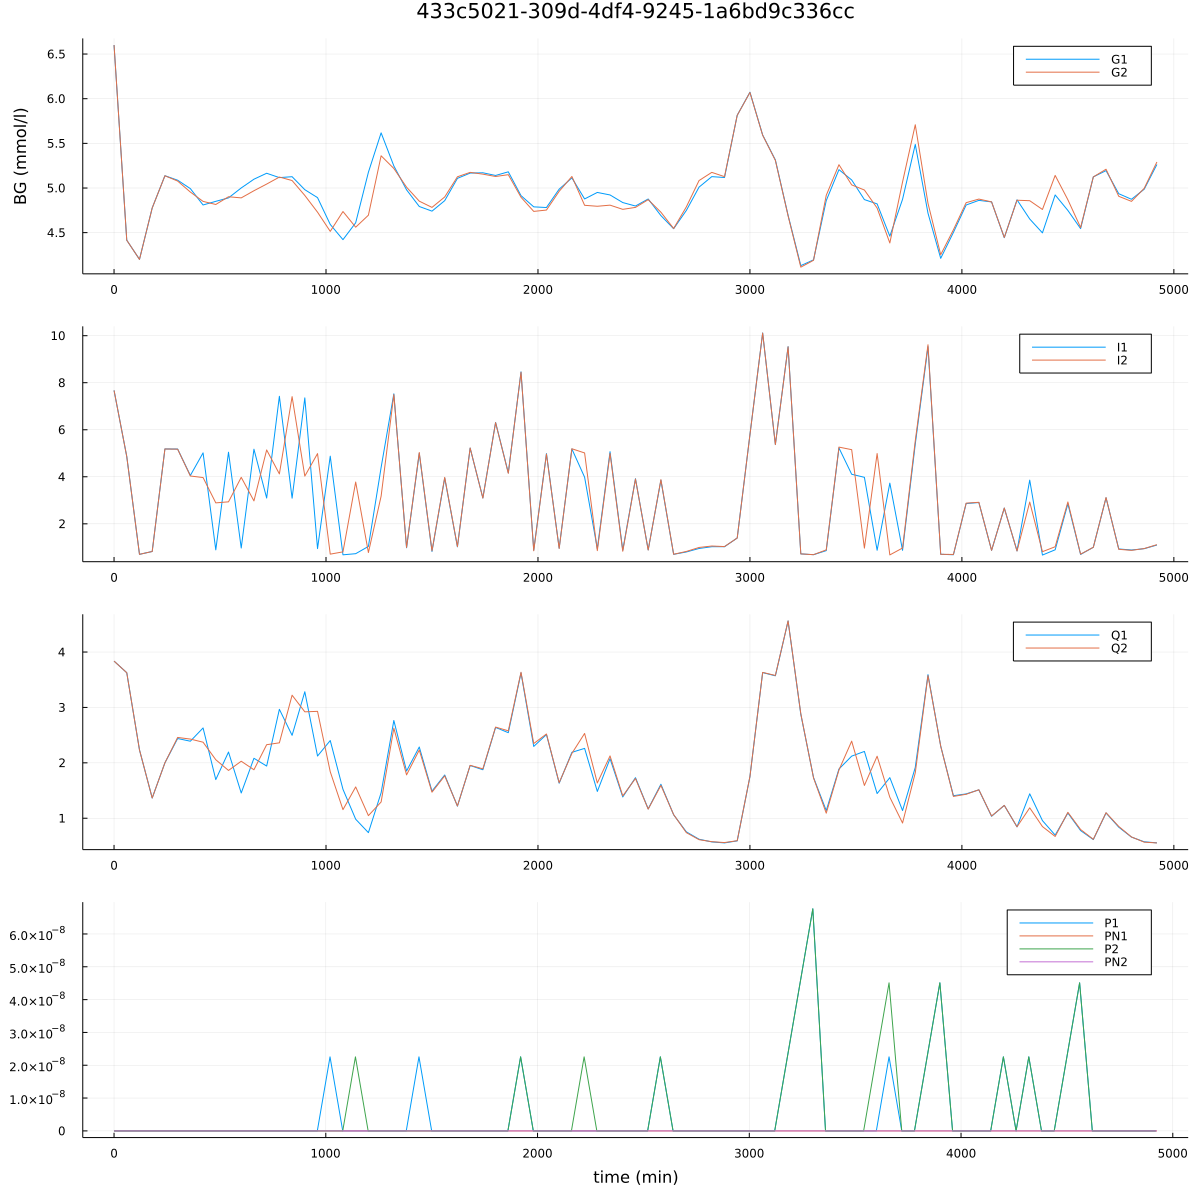 433c5021-309d-4df4-9245-1a6bd9c336cc
BG (mmol/l)
6.5
6.0
5.5
5.0
4.5
G1
G2
0 1000 2000 3000 4000 5000
10
8
6
4
2
I1
I2
0 1000 2000 3000 4000 5000
4
3
2
1
Q1
Q2
0 1000 2000 3000 4000 5000
6.0×10⁻⁸
5.0×10⁻⁸
4.0×10⁻⁸
3.0×10⁻⁸
2.0×10⁻⁸
1.0×10⁻⁸
0
P1
PN1
P2
PN2
0 1000 2000 3000 4000 5000
time (min)